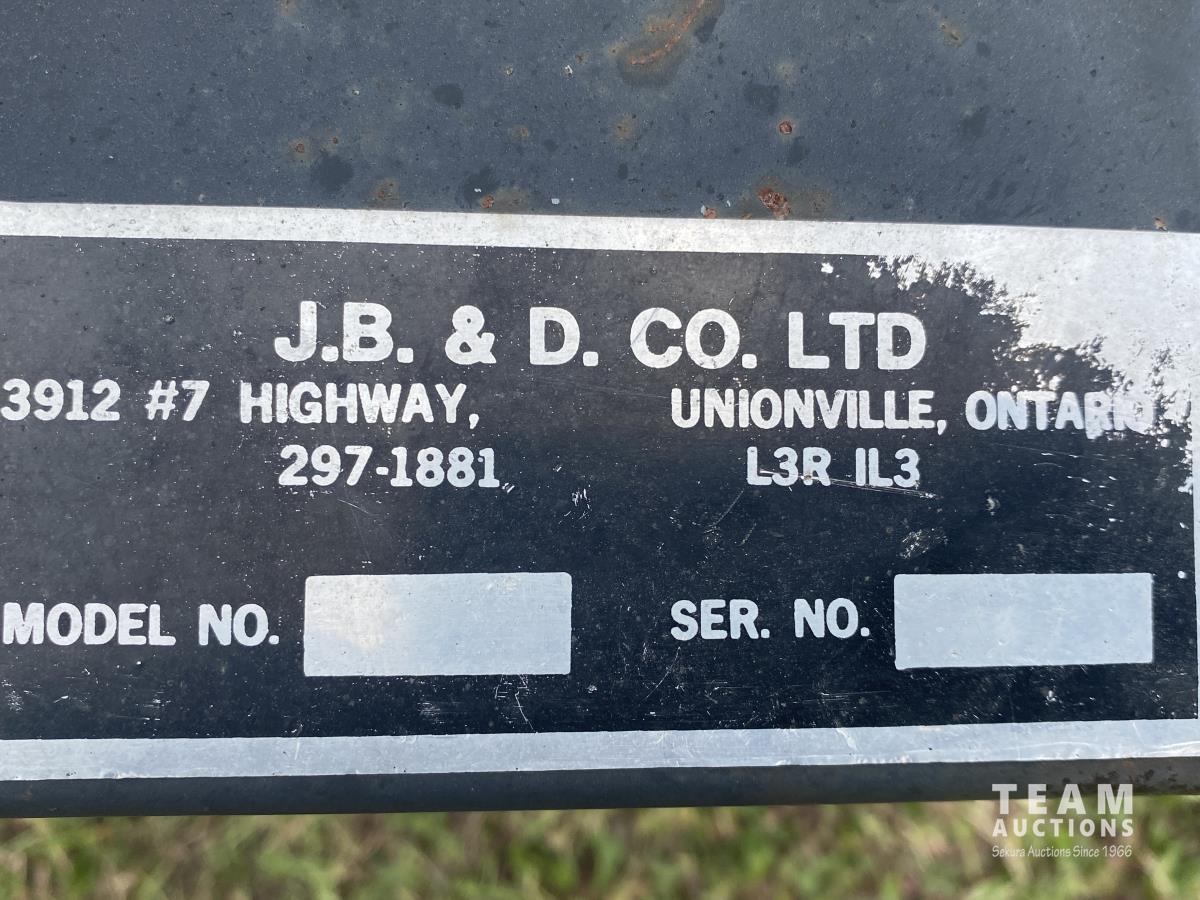 J.B. & D. CO. LTD
3912 #7 HIGHWAY, UNIONVILLE, ONTARIO
297-1881 L3R IL3
MODEL NO. SER. NO.
TEAM
AUCTIONS
Sekura Auctions Since 1966